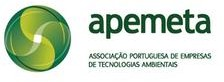 apemeta
ASSOCIAÇÃO PORTUGUESA DE EMPRESAS
DE TECNOLOGIAS AMBIENTAIS